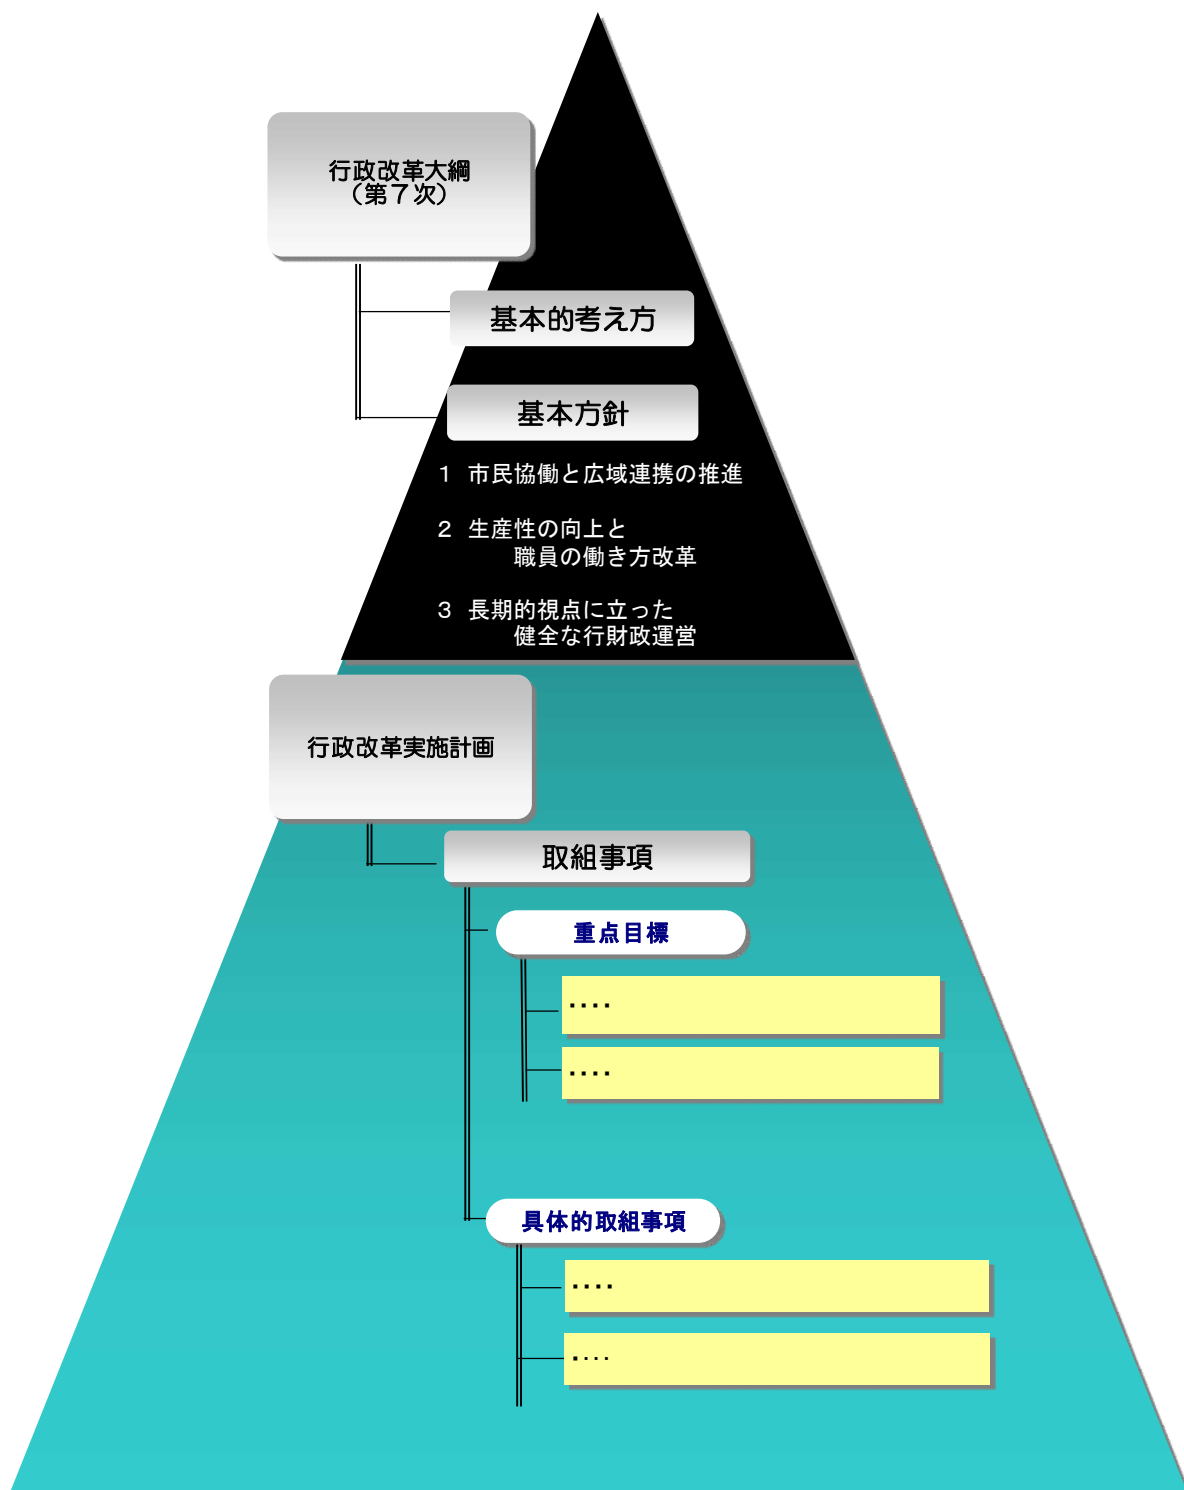 行政改革大綱
（第７次）
基本的考え方
基本方針
１　市民協働と広域連携の推進
２　生産性の向上と
職員の働き方改革
３　長期的視点に立った
健全な行財政運営
行政改革実施計画
取組事項
重点目標
・・・・
・・・・
具体的取組事項
・・・・
・・・・